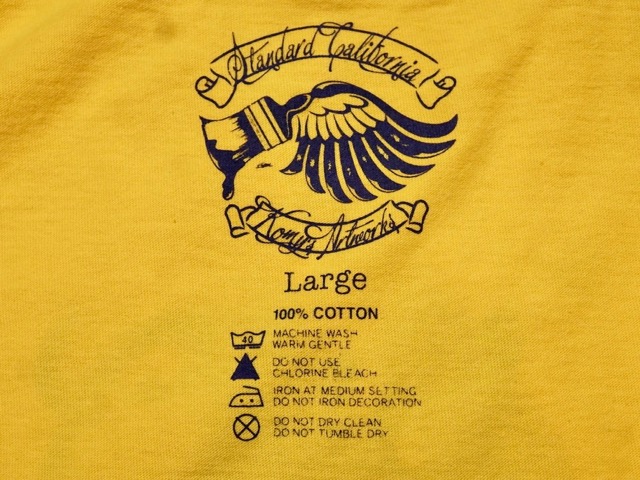 Standard California
Komy's Artworks
Large
100% COTTON
40
MACHINE WASH
WARM GENTLE
DO NOT USE
CHLORINE BLEACH
IRON AT MEDIUM SETTING
DO NOT IRON DECORATION
DO NOT DRY CLEAN
DO NOT TUMBLE DRY